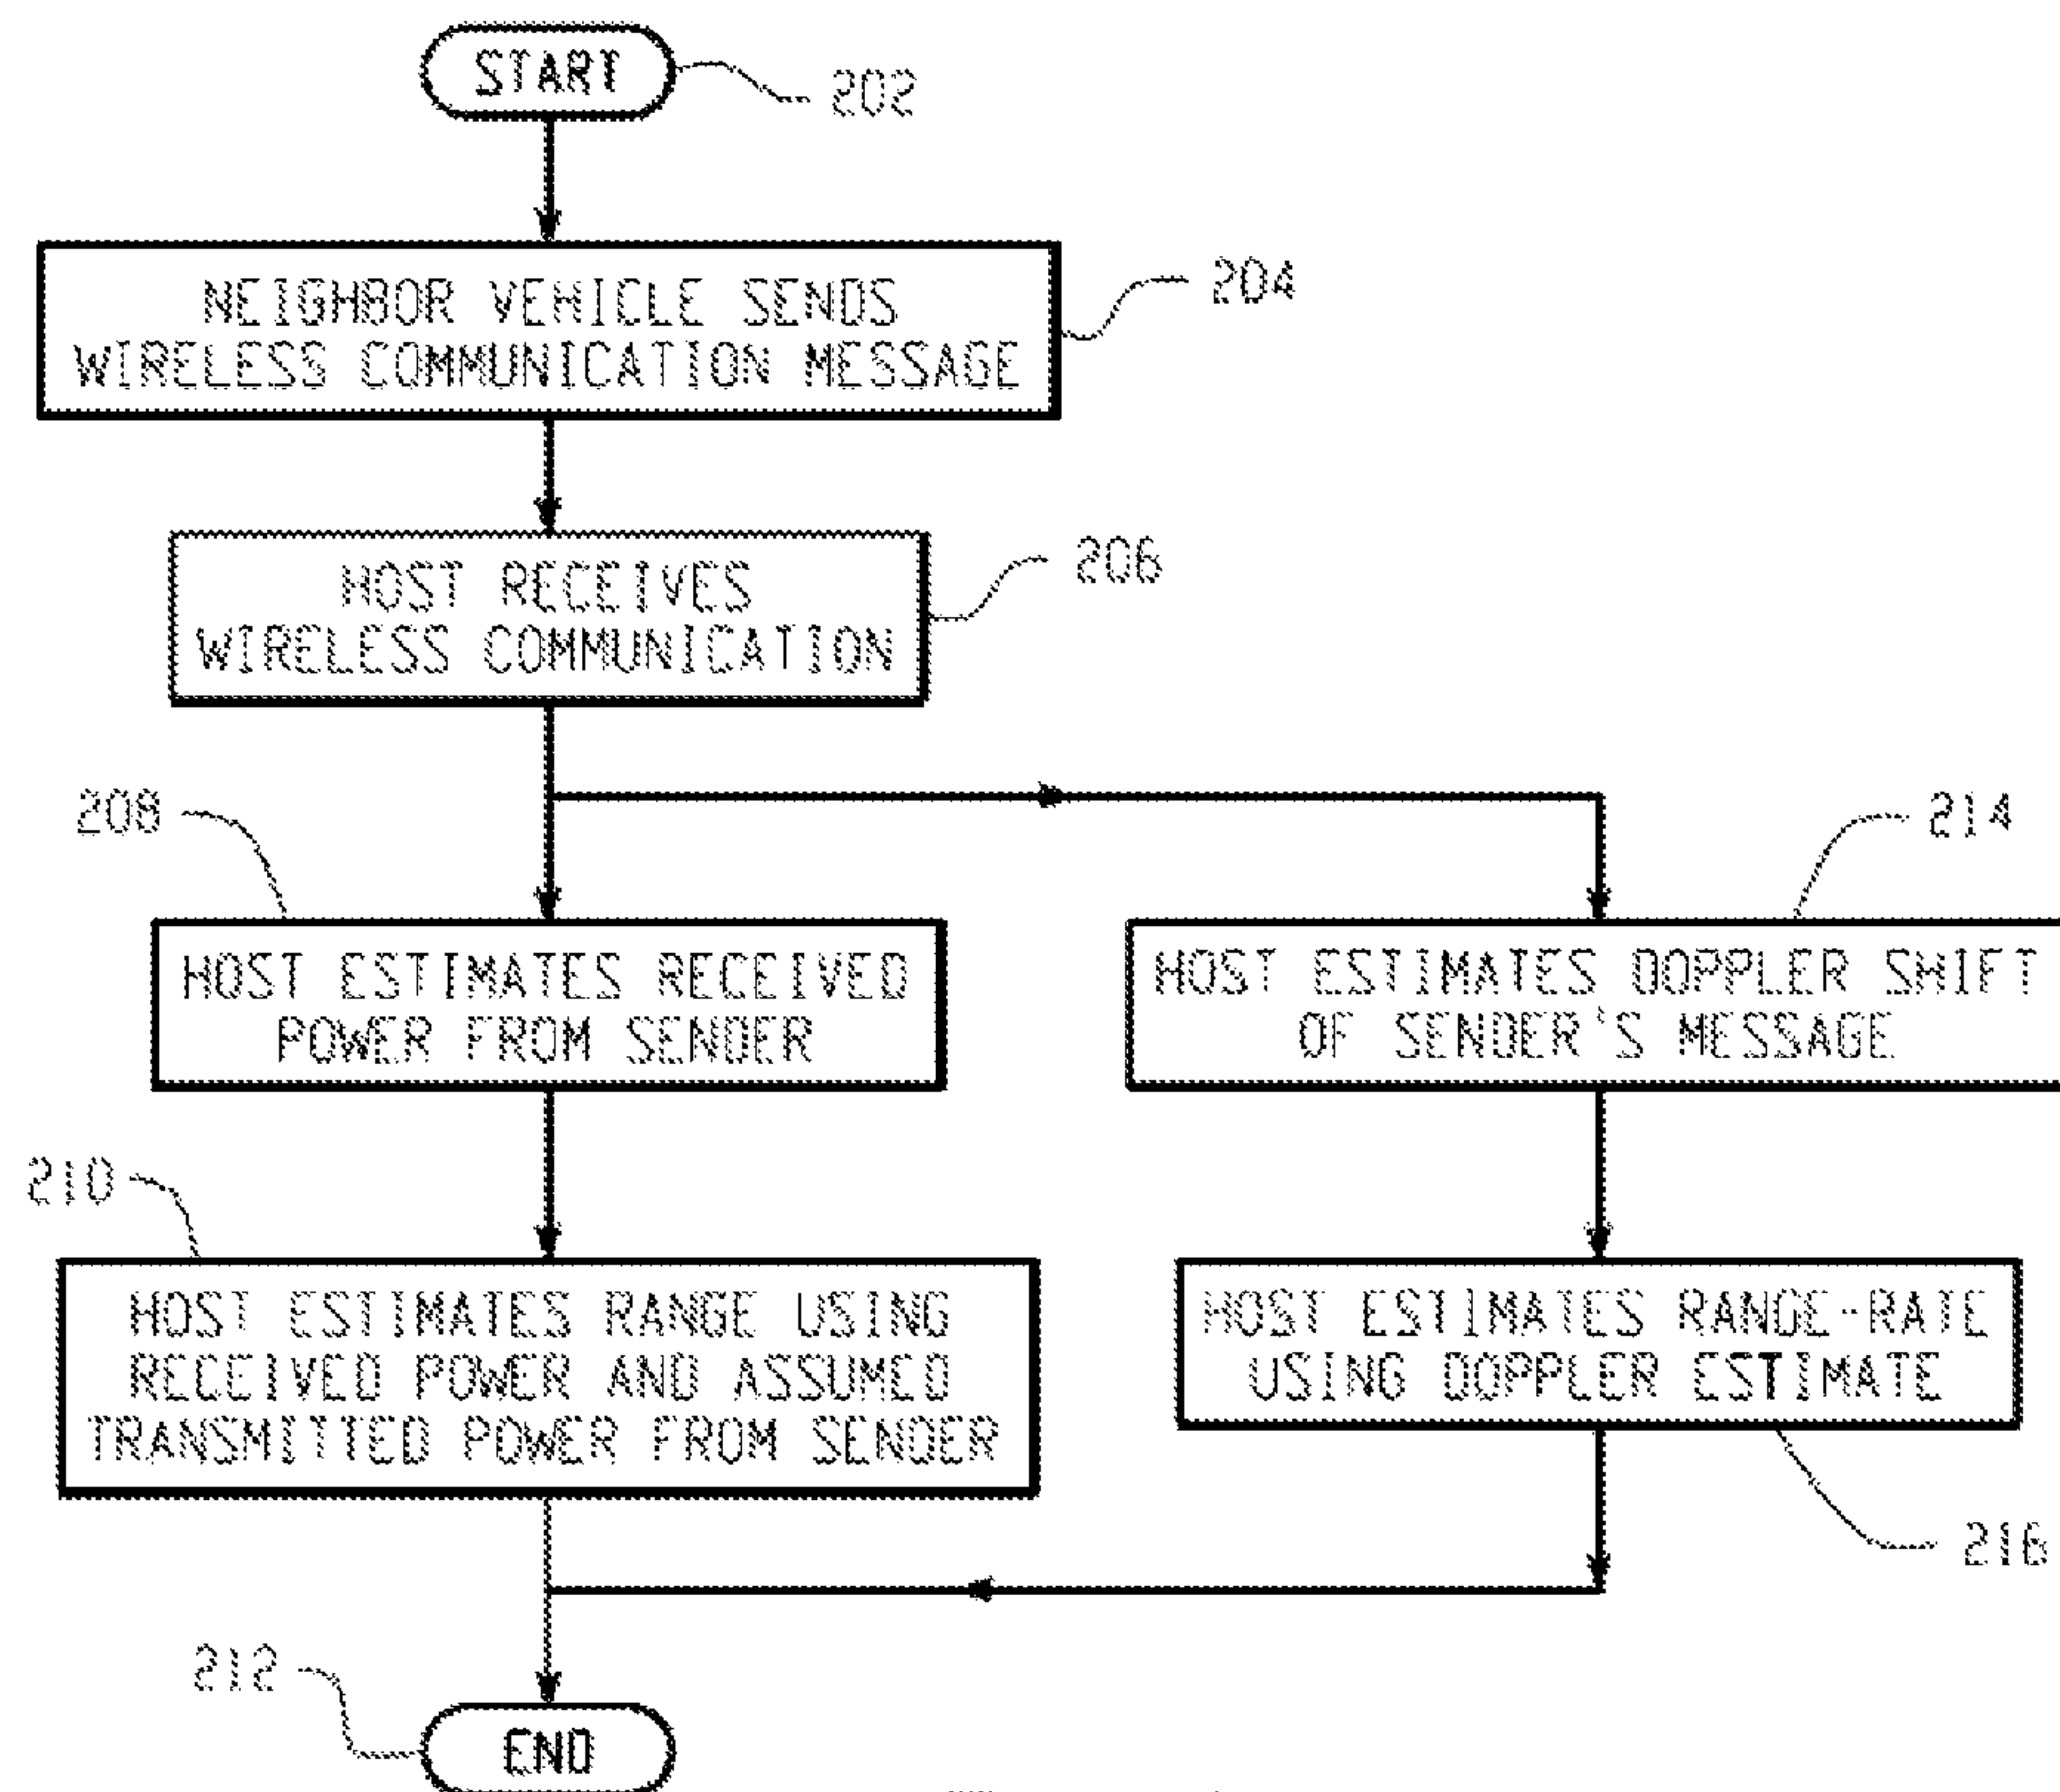 START
202
NEIGHBOR VEHICLE SENDS
WIRELESS COMMUNICATION MESSAGE
204
HOST RECEIVES
WIRELESS COMMUNICATION
206
208
214
HOST ESTIMATES RECEIVED
POWER FROM SENDER
HOST ESTIMATES DOPPLER SHIFT
OF SENDER'S MESSAGE
210
HOST ESTIMATES RANGE USING
RECEIVED POWER AND ASSUMED
TRANSMITTED POWER FROM SENDER
HOST ESTIMATES RANGE-RATE
USING DOPPLER ESTIMATE
216
212
END